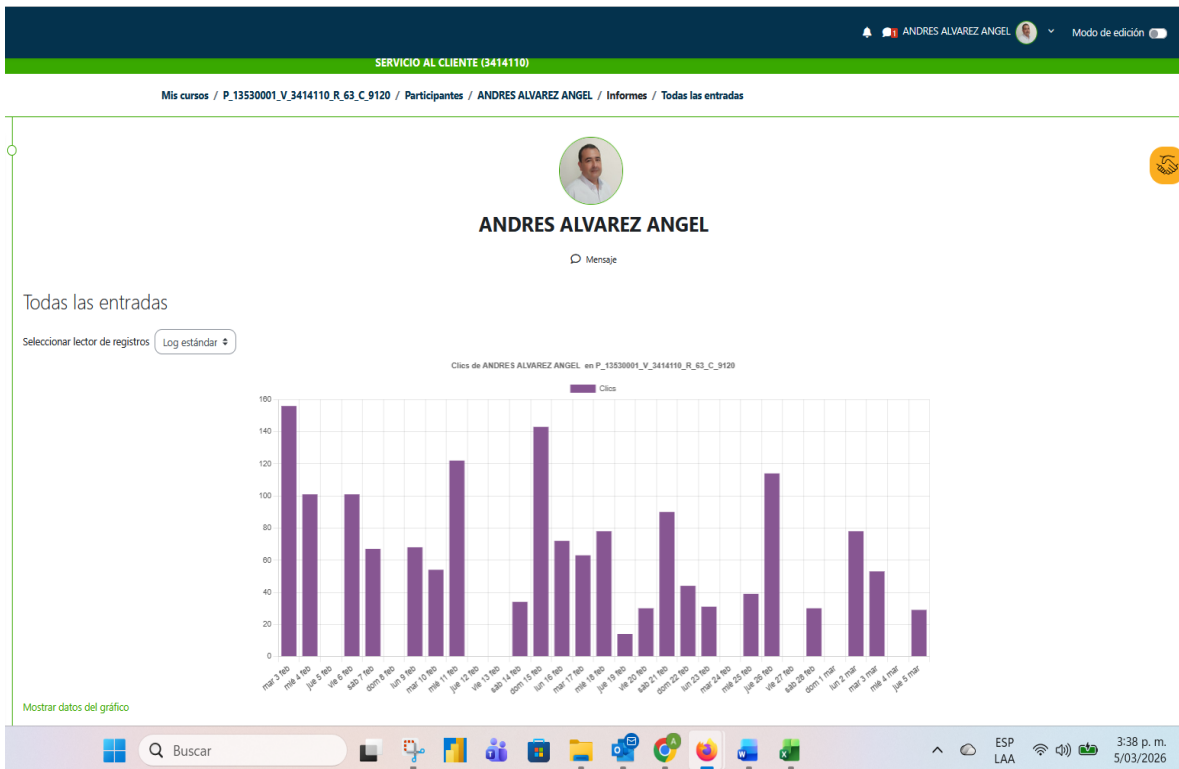 1 ANDRES ALVAREZ ANGEL Modo de edición
SERVICIO AL CLIENTE (3414110)
Mis cursos / P_13530001_V_3414110_R_63_C_9120 / Participantes / ANDRES ALVAREZ ANGEL / Informes / Todas las entradas
ANDRES ALVAREZ ANGEL
Mensaje
Todas las entradas
Seleccionar lector de registros Log estándar
Clics de ANDRES ALVAREZ ANGEL en P_13530001_V_3414110_R_63_C_9120
Clics
160
140
120
100
80
60
40
20
0
mar 3 feb mié 4 feb jue 5 feb vie 6 feb sáb 7 feb dom 8 feb lun 9 feb mar 10 feb mié 11 feb jue 12 feb vie 13 feb sáb 14 feb dom 15 feb lun 16 feb mar 17 feb mié 18 feb jue 19 feb vie 20 feb sáb 21 feb dom 22 feb lun 23 feb mar 24 feb mié 25 feb jue 26 feb vie 27 feb sáb 28 feb dom 1 mar lun 2 mar mar 3 mar mié 4 mar jue 5 mar
Mostrar datos del gráfico
Buscar ESP 3:38 p. m.
LAA 5/03/2026